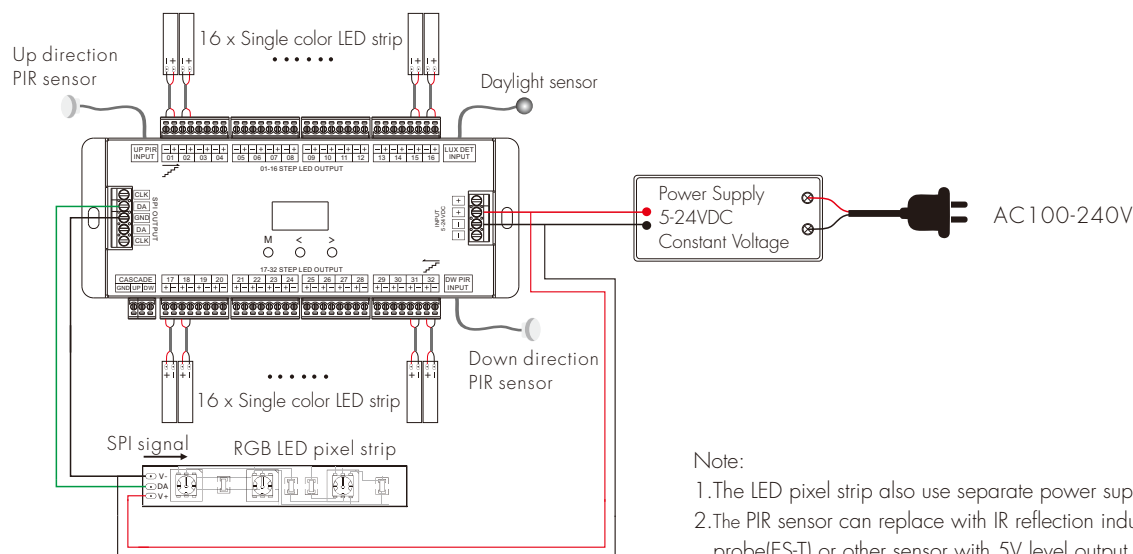 16 x Single color LED strip
Up direction
PIR sensor
Daylight sensor
UP PIR
INPUT
- + - + - + - +
01 02 03 04
- + - + - + - +
05 06 07 08
- + - + - + - +
09 10 11 12
- + - + - + - +
13 14 15 16
LUX DET
INPUT
01-16 STEP LED OUTPUT
CLK
DA
GND
DA
CLK
SPI OUTPUT
M < >
INPUT
5-24VDC
+
+
-
-
Power Supply
5-24VDC
Constant Voltage
AC100-240V
17-32 STEP LED OUTPUT
CASCADE
GND UP DW
17 18 19 20
+ - + - + - + -
21 22 23 24
+ - + - + - + -
25 26 27 28
+ - + - + - + -
29 30 31 32
+ - + - + - + -
DW PIR
INPUT
Down direction
PIR sensor
16 x Single color LED strip
SPI signal
RGB LED pixel strip
V-
DA
V+
Note:
1.The LED pixel strip also use separate power sup
2.The PIR sensor can replace with IR reflection indu
probe(ES-T) or other sensor with 5V level output